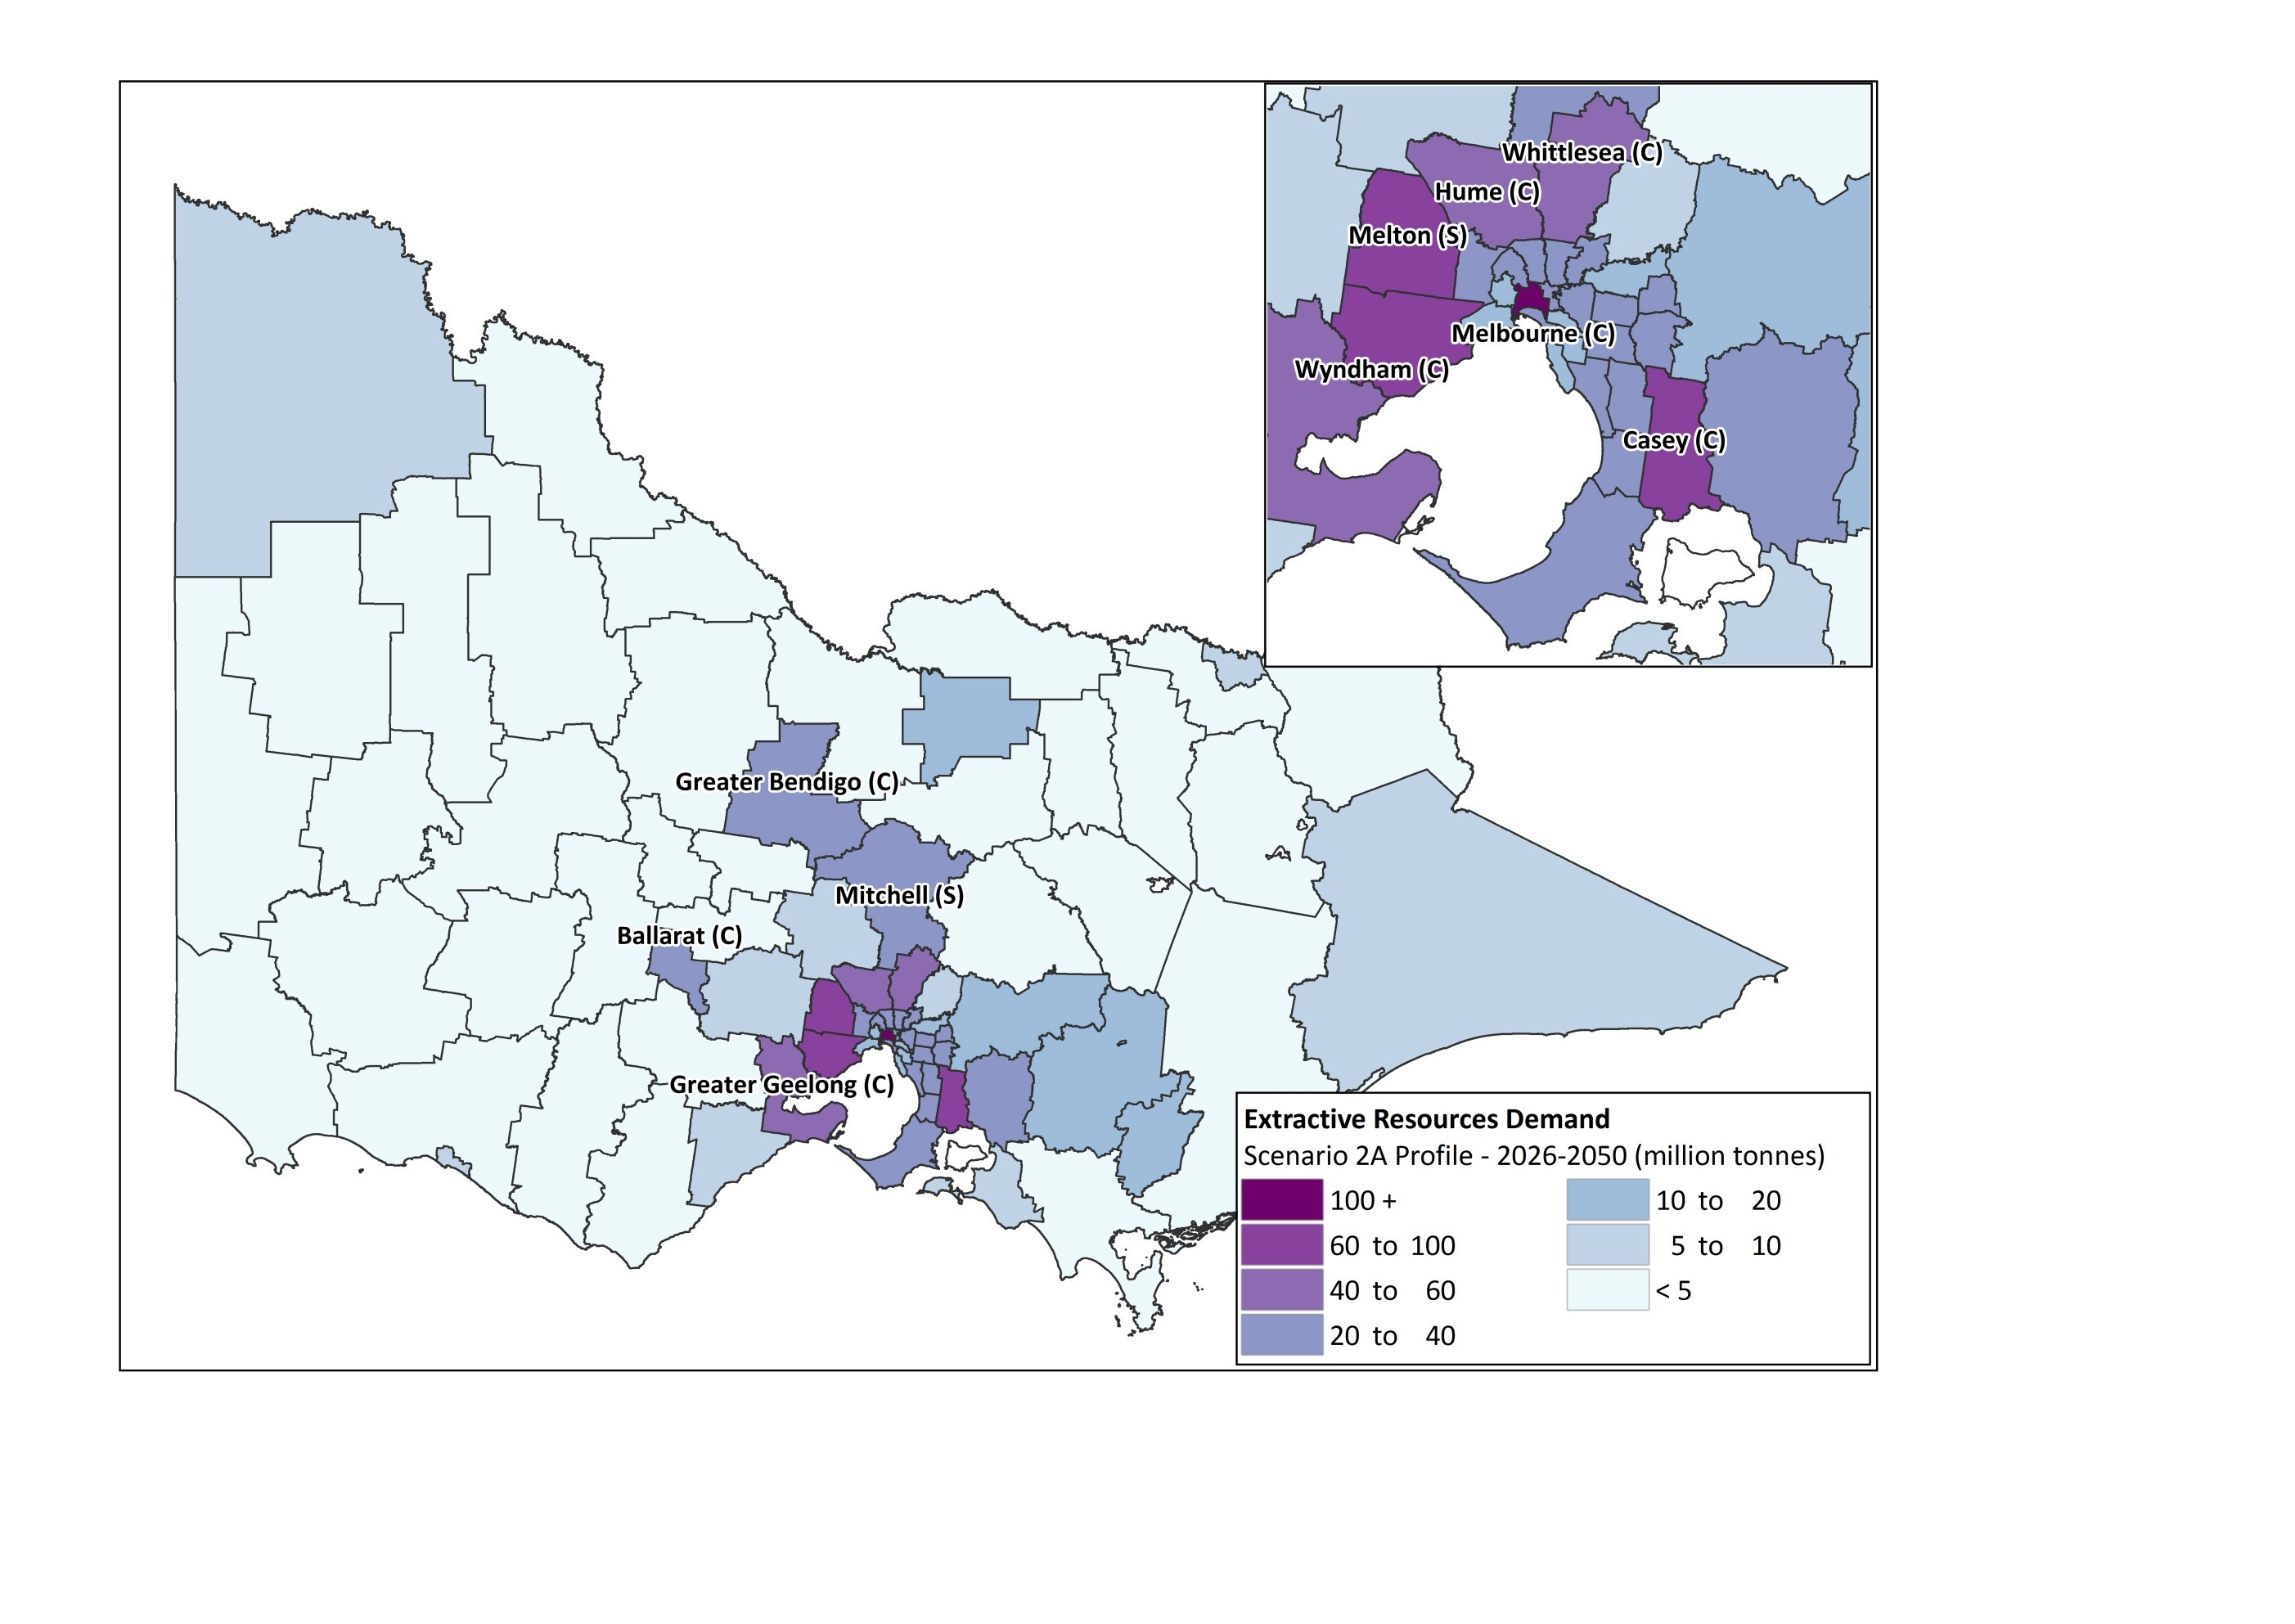 Whittlesea (C)
Hume (C)
Melton (S)
Melbourne (C)
Wyndham (C)
Casey (C)
Greater Bendigo (C)
Mitchell (S)
Ballarat (C)
Greater Geelong (C)
Extractive Resources Demand
Scenario 2A Profile - 2026-2050 (million tonnes)
100 +
60 to 100
40 to 60
20 to 40
10 to 20
5 to 10
< 5